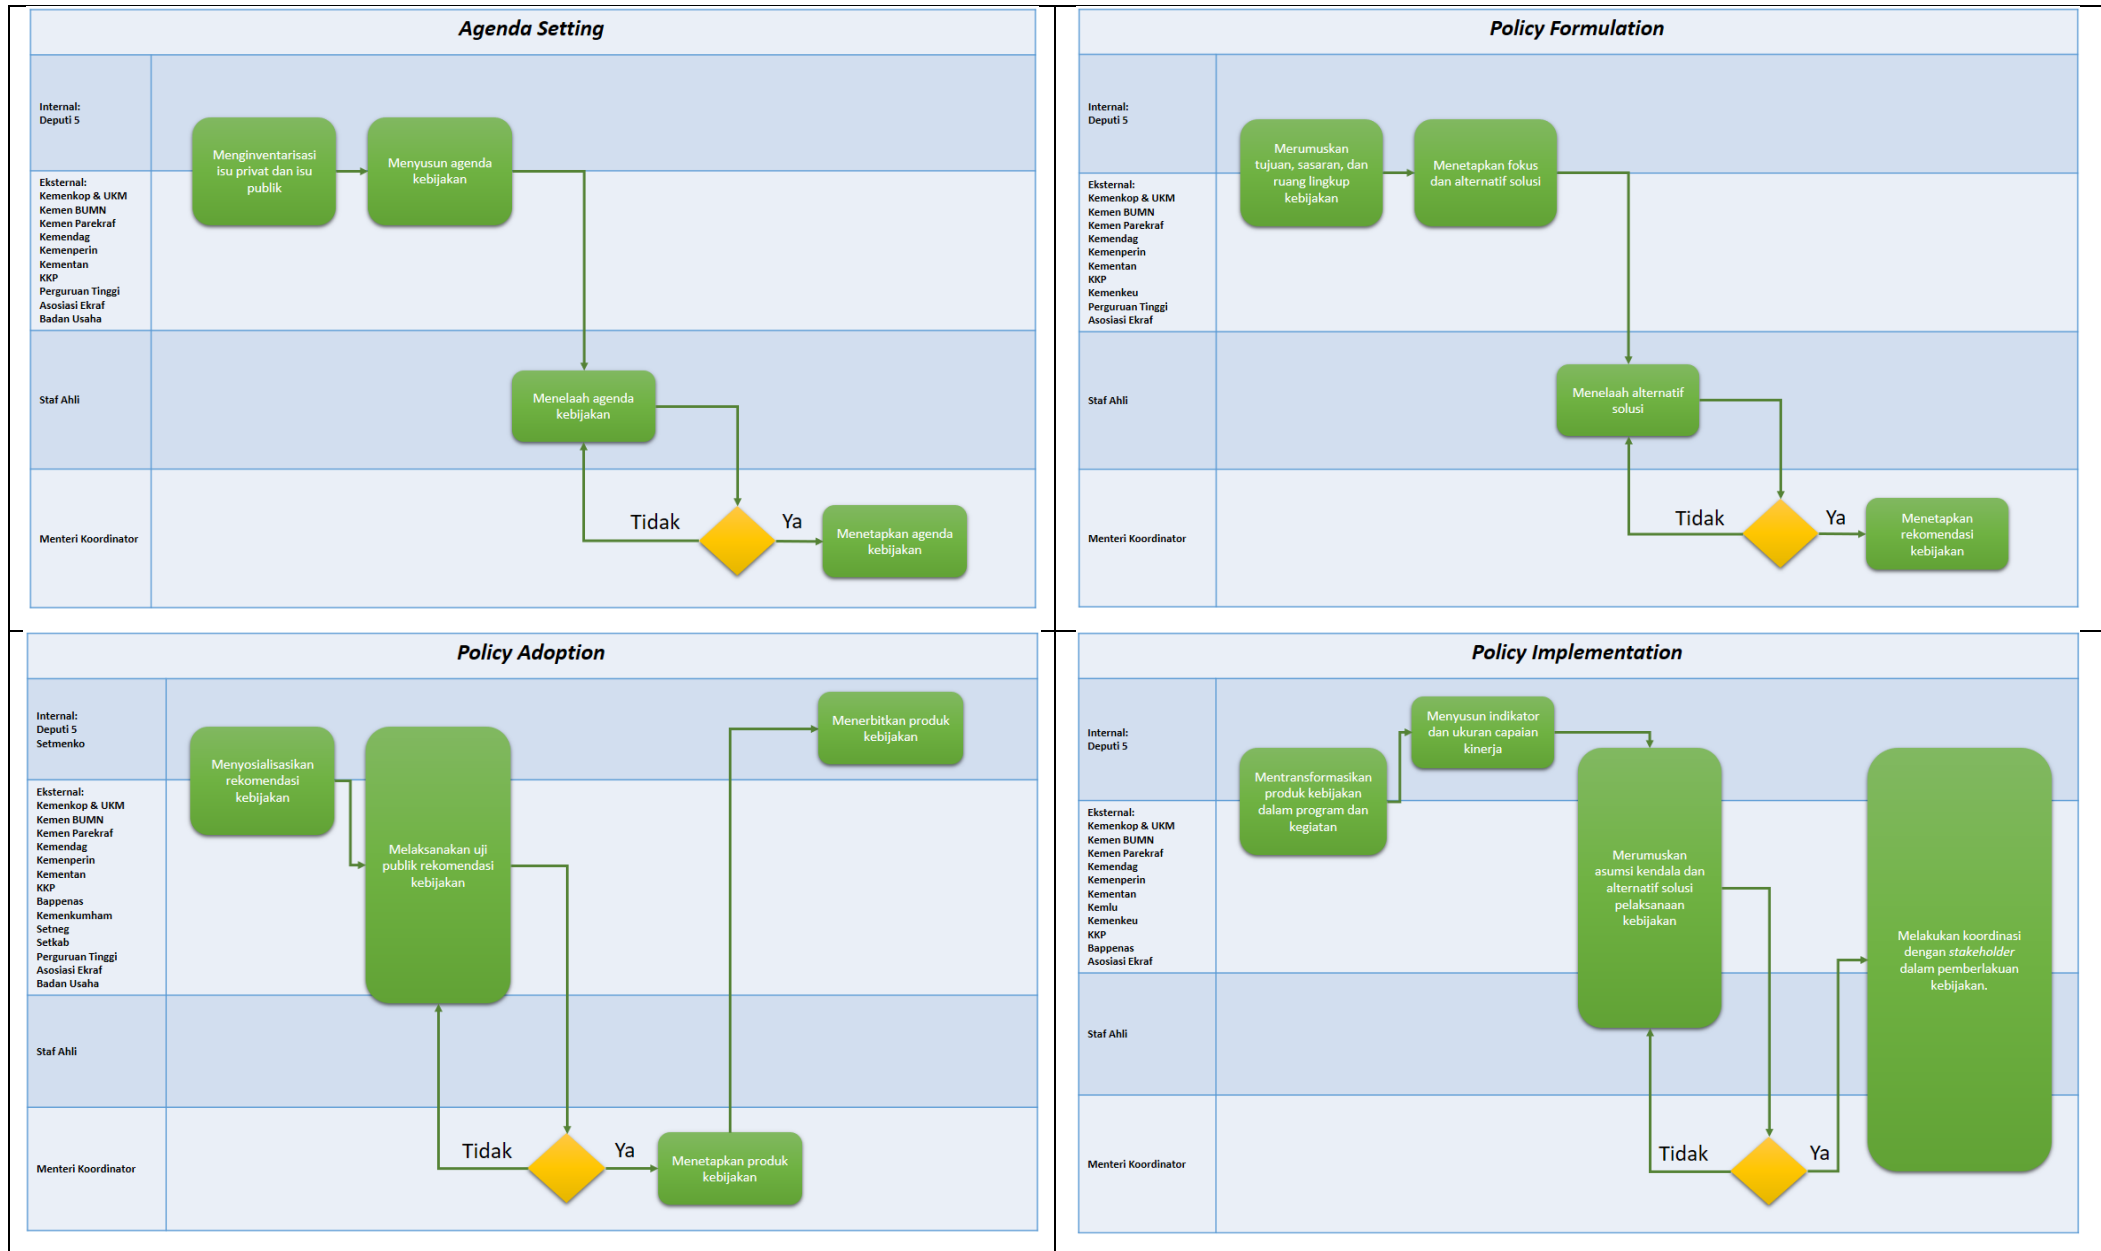 Agenda Setting
Internal:
Deputi 5
Eksternal:
Kemenkop & UKM
Kemen BUMN
Kemen Parekraf
Kemendag
Kemenperin
Kementan
KKP
Perguruan Tinggi
Asosiasi Ekraf
Badan Usaha
Staf Ahli
Menteri Koordinator
Menginventarisasi
isu privat dan isu
publik
Menyusun agenda
kebijakan
Menelaah agenda
kebijakan
Tidak
Ya
Menetapkan agenda
kebijakan
Policy Formulation
Internal:
Deputi 5
Eksternal:
Kemenkop & UKM
Kemen BUMN
Kemen Parekraf
Kemendag
Kemenperin
Kementan
KKP
Kemenkeu
Perguruan Tinggi
Asosiasi Ekraf
Staf Ahli
Menteri Koordinator
Merumuskan
tujuan, sasaran, dan
ruang lingkup
kebijakan
Menetapkan fokus
dan alternatif solusi
Menelaah alternatif
solusi
Tidak
Ya
Menetapkan
rekomendasi
kebijakan
Policy Adoption
Internal:
Deputi 5
Setmenko
Eksternal:
Kemenkop & UKM
Kemen BUMN
Kemen Parekraf
Kemendag
Kemenperin
Kementan
KKP
Bappenas
Kemenkumham
Setneg
Setkab
Perguruan Tinggi
Asosiasi Ekraf
Badan Usaha
Staf Ahli
Menteri Koordinator
Menyosialisasikan
rekomendasi
kebijakan
Melaksanakan uji
publik rekomendasi
kebijakan
Tidak
Ya
Menetapkan produk
kebijakan
Menerbitkan produk
kebijakan
Policy Implementation
Internal:
Deputi 5
Eksternal:
Kemenkop & UKM
Kemen BUMN
Kemen Parekraf
Kemendag
Kemenperin
Kementan
Kemlu
Kemenkeu
KKP
Bappenas
Asosiasi Ekraf
Staf Ahli
Menteri Koordinator
Mentransformasikan
produk kebijakan
dalam program dan
kegiatan
Menyusun indikator
dan ukuran capaian
kinerja
Merumuskan
asumsi kendala dan
alternatif solusi
pelaksanaan
kebijakan
Tidak
Ya
Melakukan koordinasi
dengan stakeholder
dalam pemberlakuan
kebijakan.